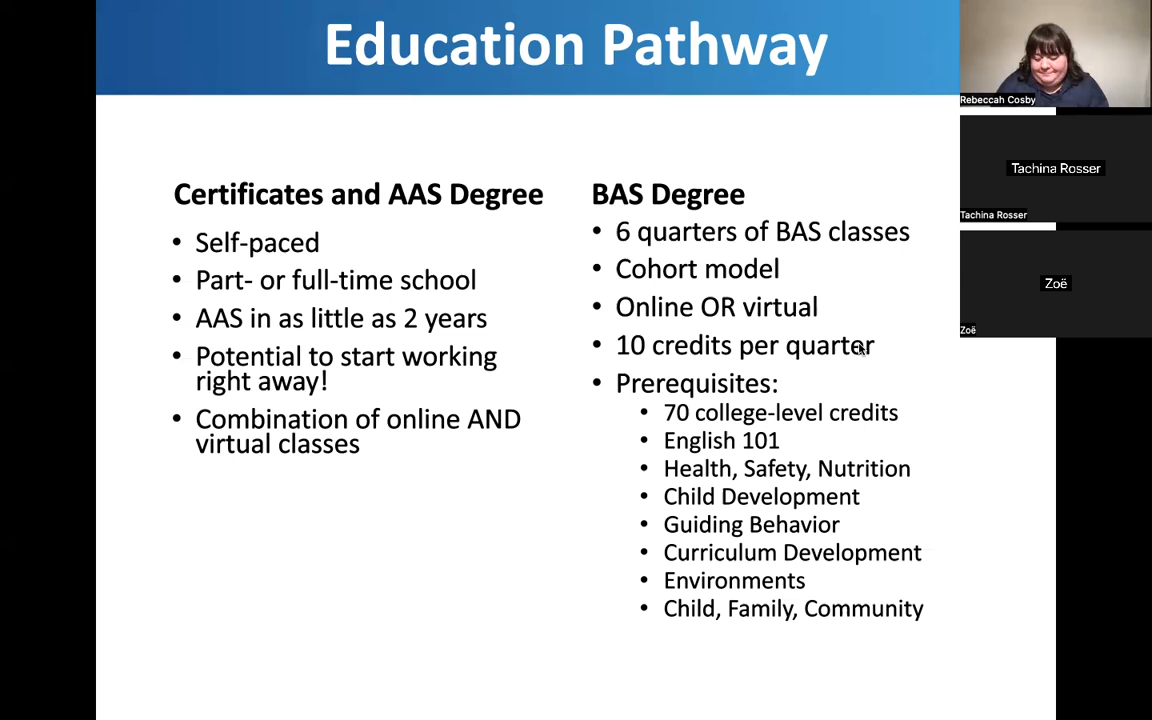 Education Pathway
Certificates and AAS Degree
• Self-paced
• Part- or full-time school
• AAS in as little as 2 years
• Potential to start working
right away!
• Combination of online AND
virtual classes
BAS Degree
• 6 quarters of BAS classes
• Cohort model
• Online OR virtual
• 10 credits per quarter
• Prerequisites:
• 70 college-level credits
• English 101
• Health, Safety, Nutrition
• Child Development
• Guiding Behavior
• Curriculum Development
• Environments
• Child, Family, Community
Rebeccah Cosby
Tachina Rosser
Tachina Rosser
Zoë
Zoë